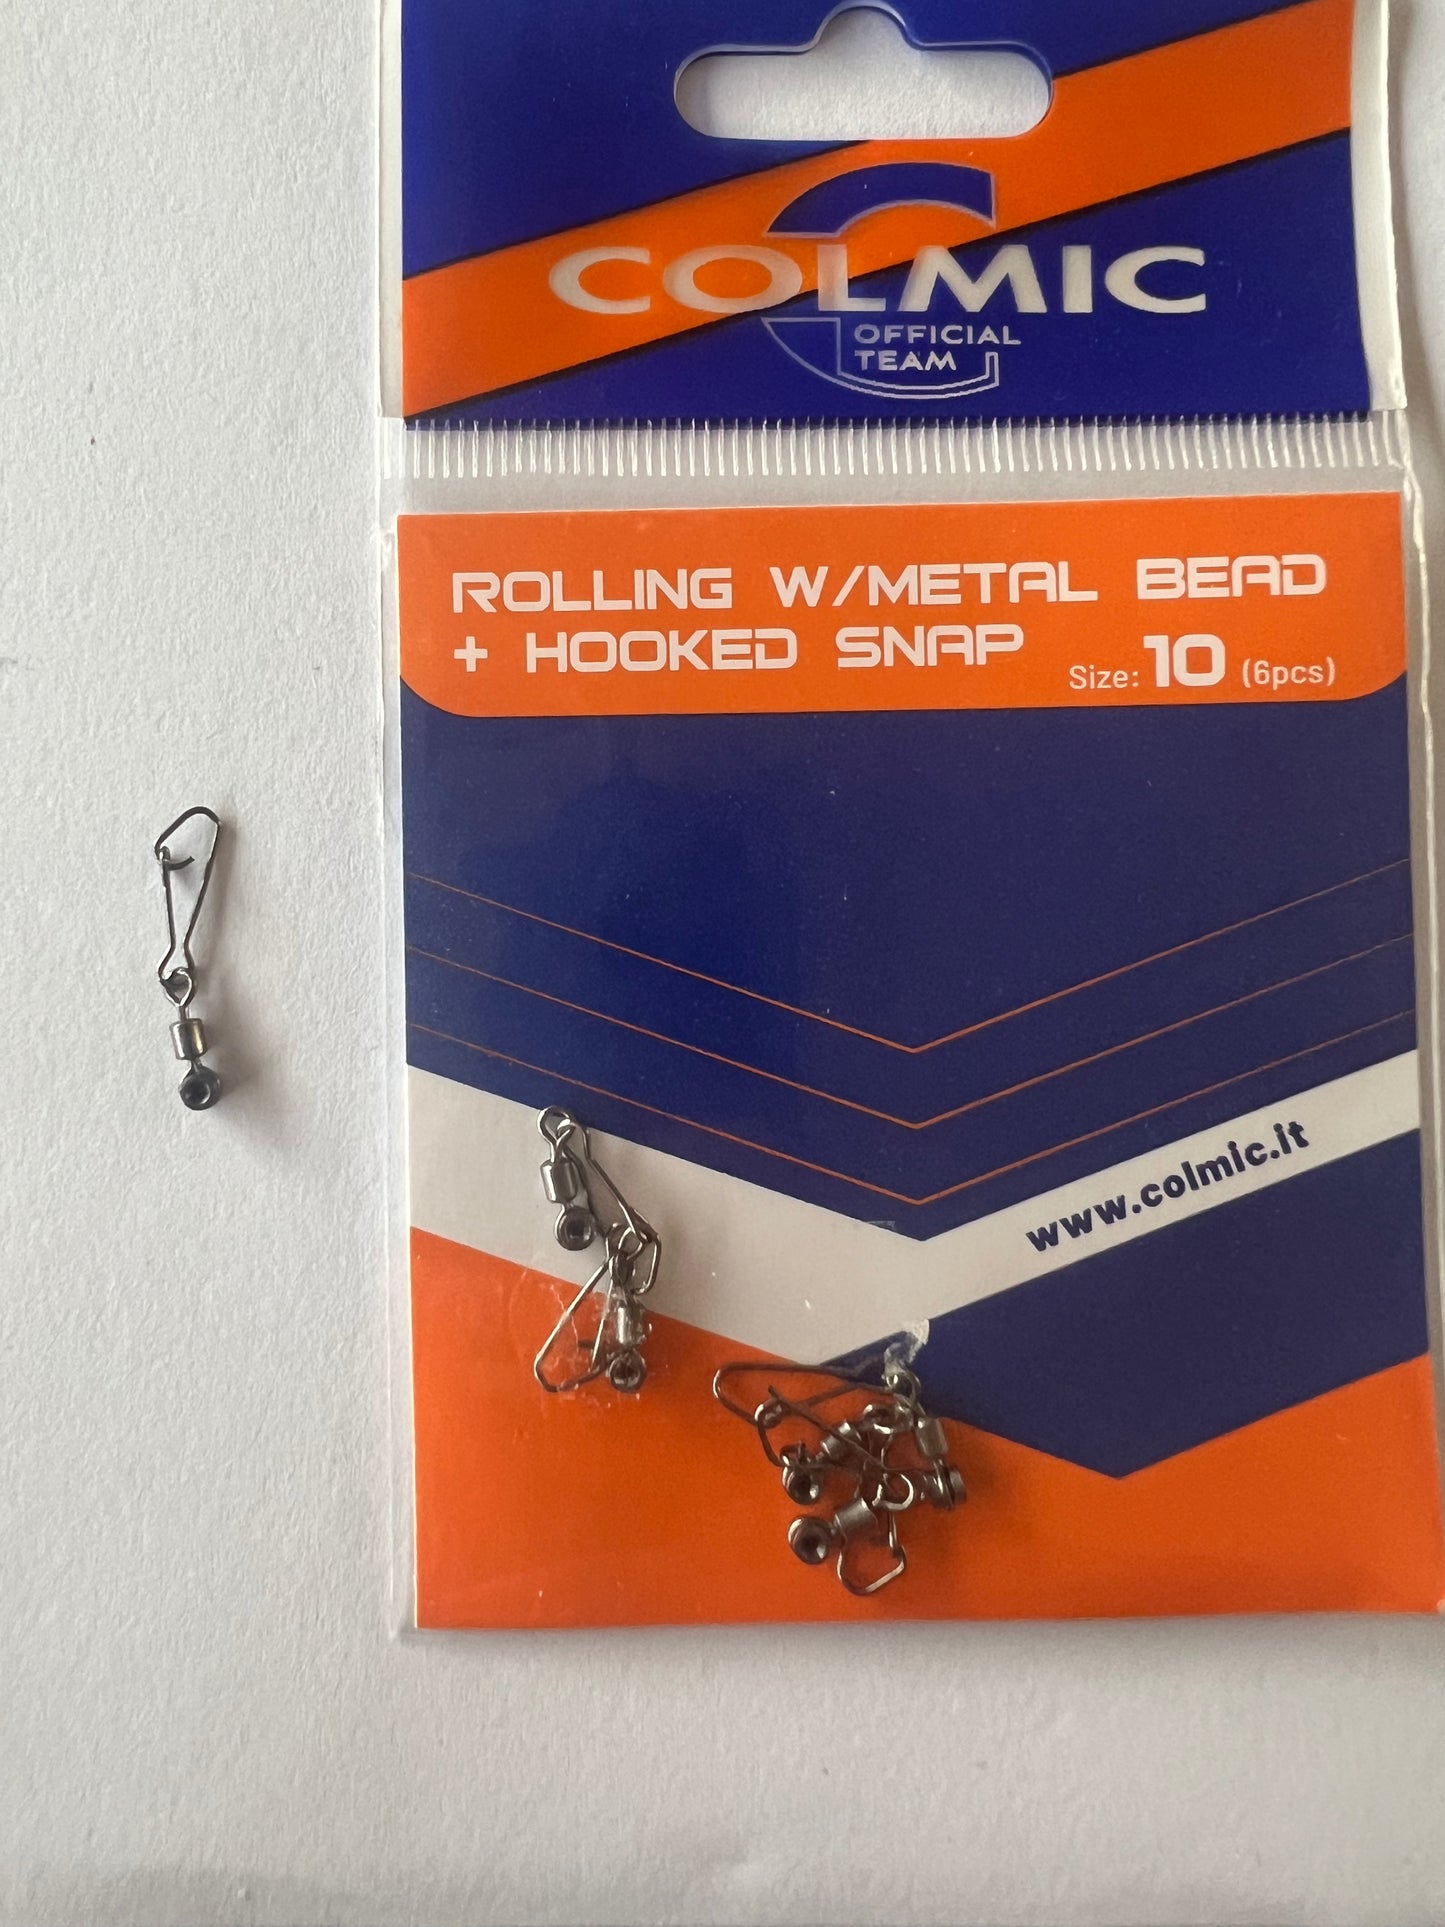 COLMIC
OFFICIAL
TEAM
ROLLING W/METAL BEAD
+ HOOKED SNAP Size: 10 (6pcs)
www.colmic.it